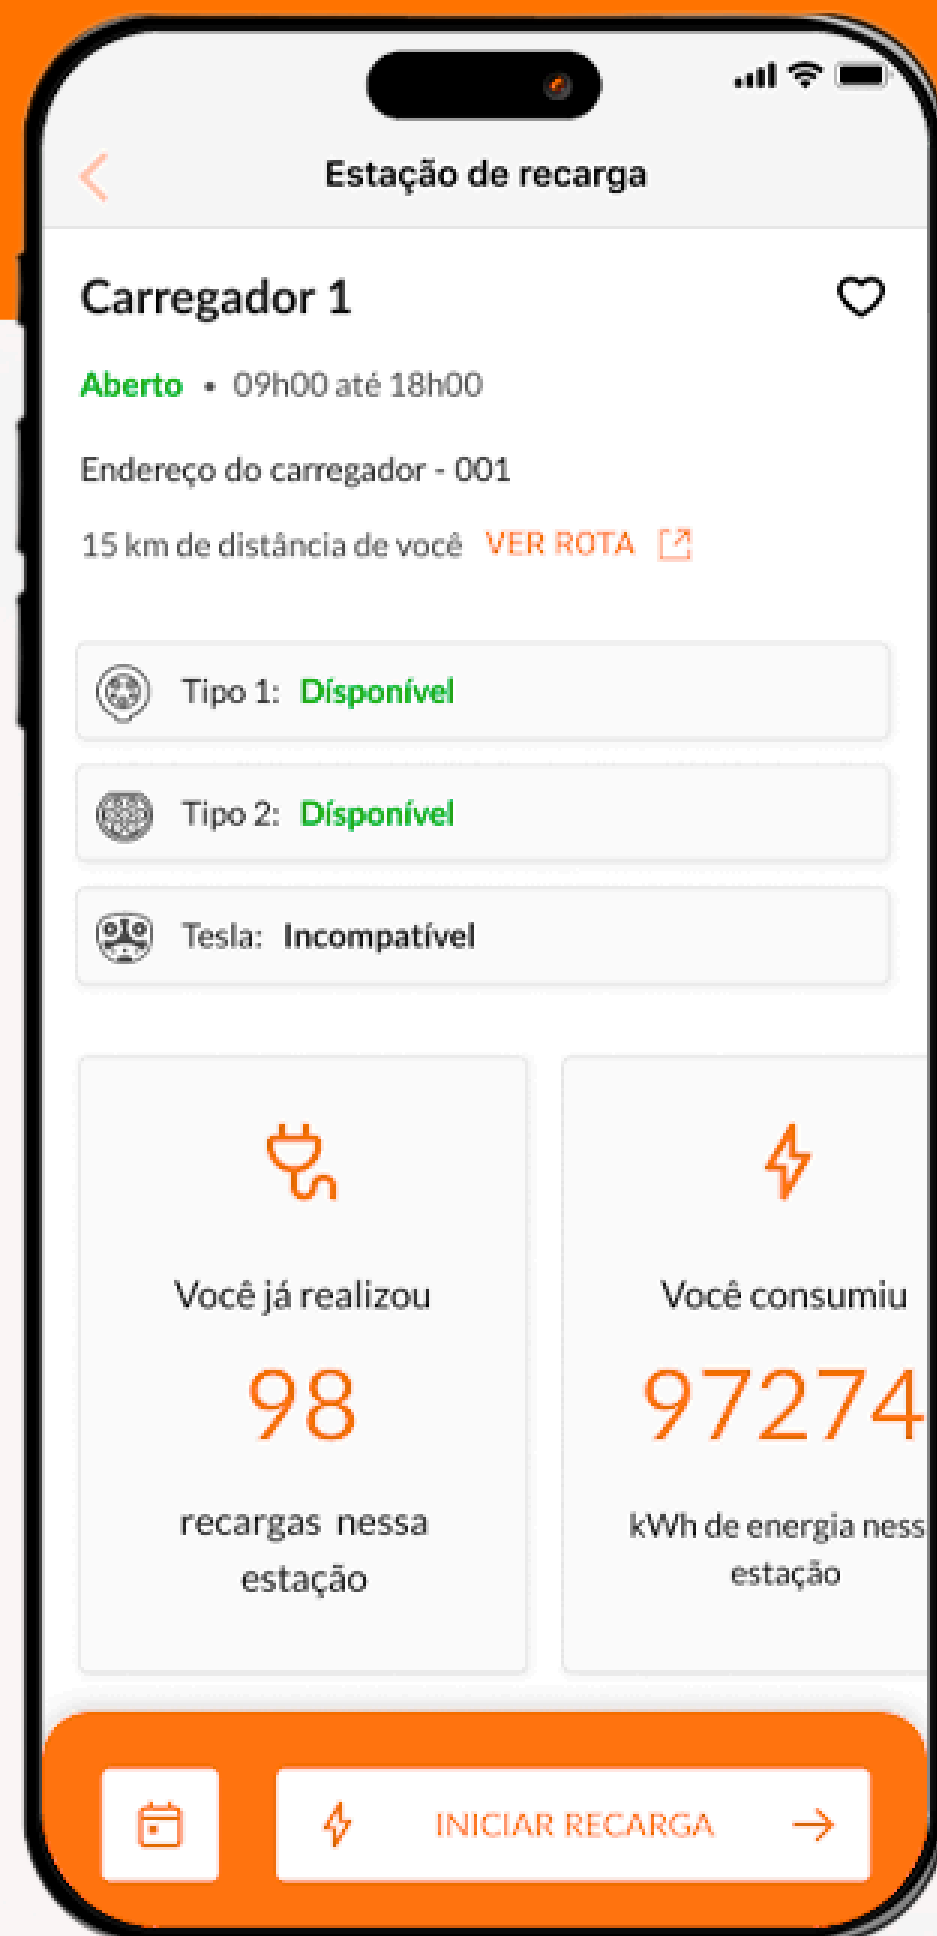 Estação de recarga
Carregador 1
Aberto • 09h00 até 18h00
Endereço do carregador - 001
15 km de distância de você VER ROTA
Tipo 1: Dísponível
Tipo 2: Dísponível
Tesla: Incompatível
Você já realizou
98
recargas nessa
estação
Você consumiu
97274
kWh de energia ness
estação
INICIAR RECARGA